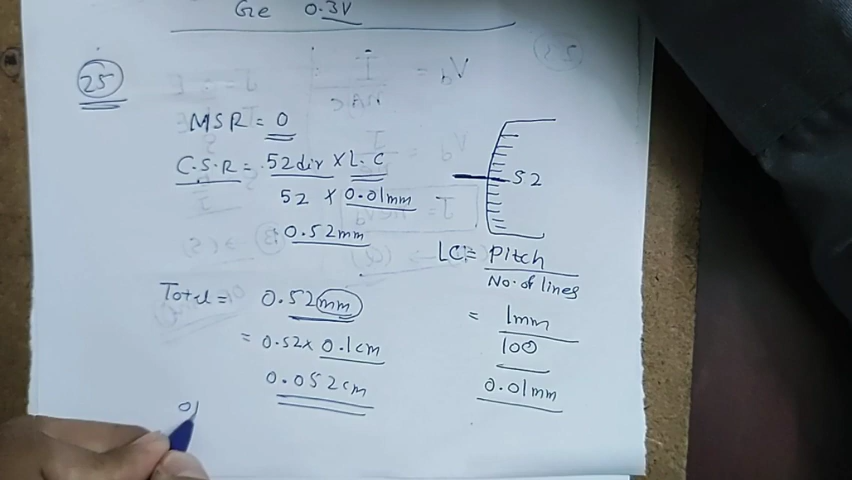 Ge 0.3V
25
MSR = 0
C.S.R = 52div × L.C
52 × 0.01mm
: 0.52mm
52
LC = Pitch
No. of lines
= 1mm
100
0.01mm
Total = 0.52mm
= 0.52 × 0.1cm
0.052cm